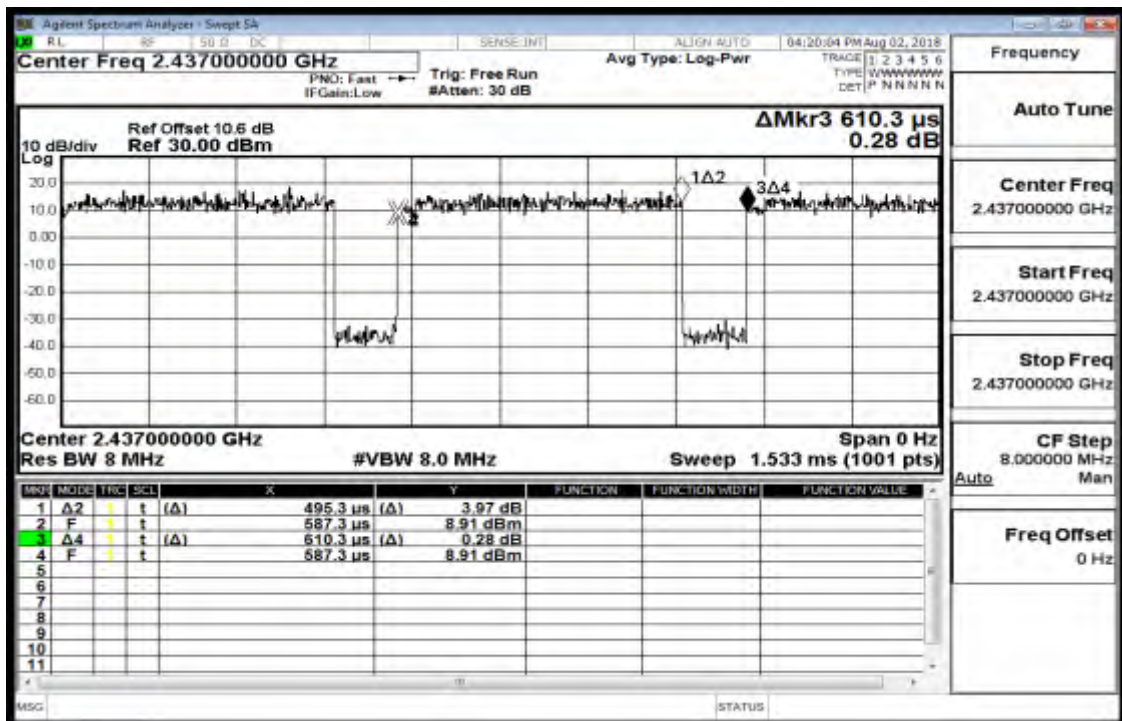 Agilent Spectrum Analyzer - Swept SA
RL RF 50 Ω DC SENSE:INT ALIGN AUTO 04:20:04 PM Aug 02, 2018
Center Freq 2.437000000 GHz
PNO: Fast
IFGain:Low
Trig: Free Run
#Atten: 30 dB
Avg Type: Log-Pwr
TRACE 1 2 3 4 5 6
TYPE WWWWWW
DET P N N N N N
ΔMkr3 610.3 µs
0.28 dB
Ref Offset 10.6 dB
10 dB/div Ref 30.00 dBm
Log
20.0
10.0
0.00
-10.0
-20.0
-30.0
-40.0
-50.0
-60.0
1Δ2
3Δ4
Center 2.437000000 GHz Span 0 Hz
Res BW 8 MHz #VBW 8.0 MHz Sweep 1.533 ms (1001 pts)
MKR MODE TRC SCL X Y FUNCTION FUNCTION WIDTH FUNCTION VALUE
1 Δ2 1 t (Δ) 495.3 µs (Δ) 3.97 dB
2 F 1 t 587.3 µs 8.91 dBm
3 Δ4 1 t (Δ) 610.3 µs (Δ) 0.28 dB
4 F 1 t 587.3 µs 8.91 dBm
5
6
7
8
9
10
11
MSG STATUS
Frequency
Auto Tune
Center Freq
2.437000000 GHz
Start Freq
2.437000000 GHz
Stop Freq
2.437000000 GHz
CF Step
8.000000 MHz
Auto Man
Freq Offset
0 Hz